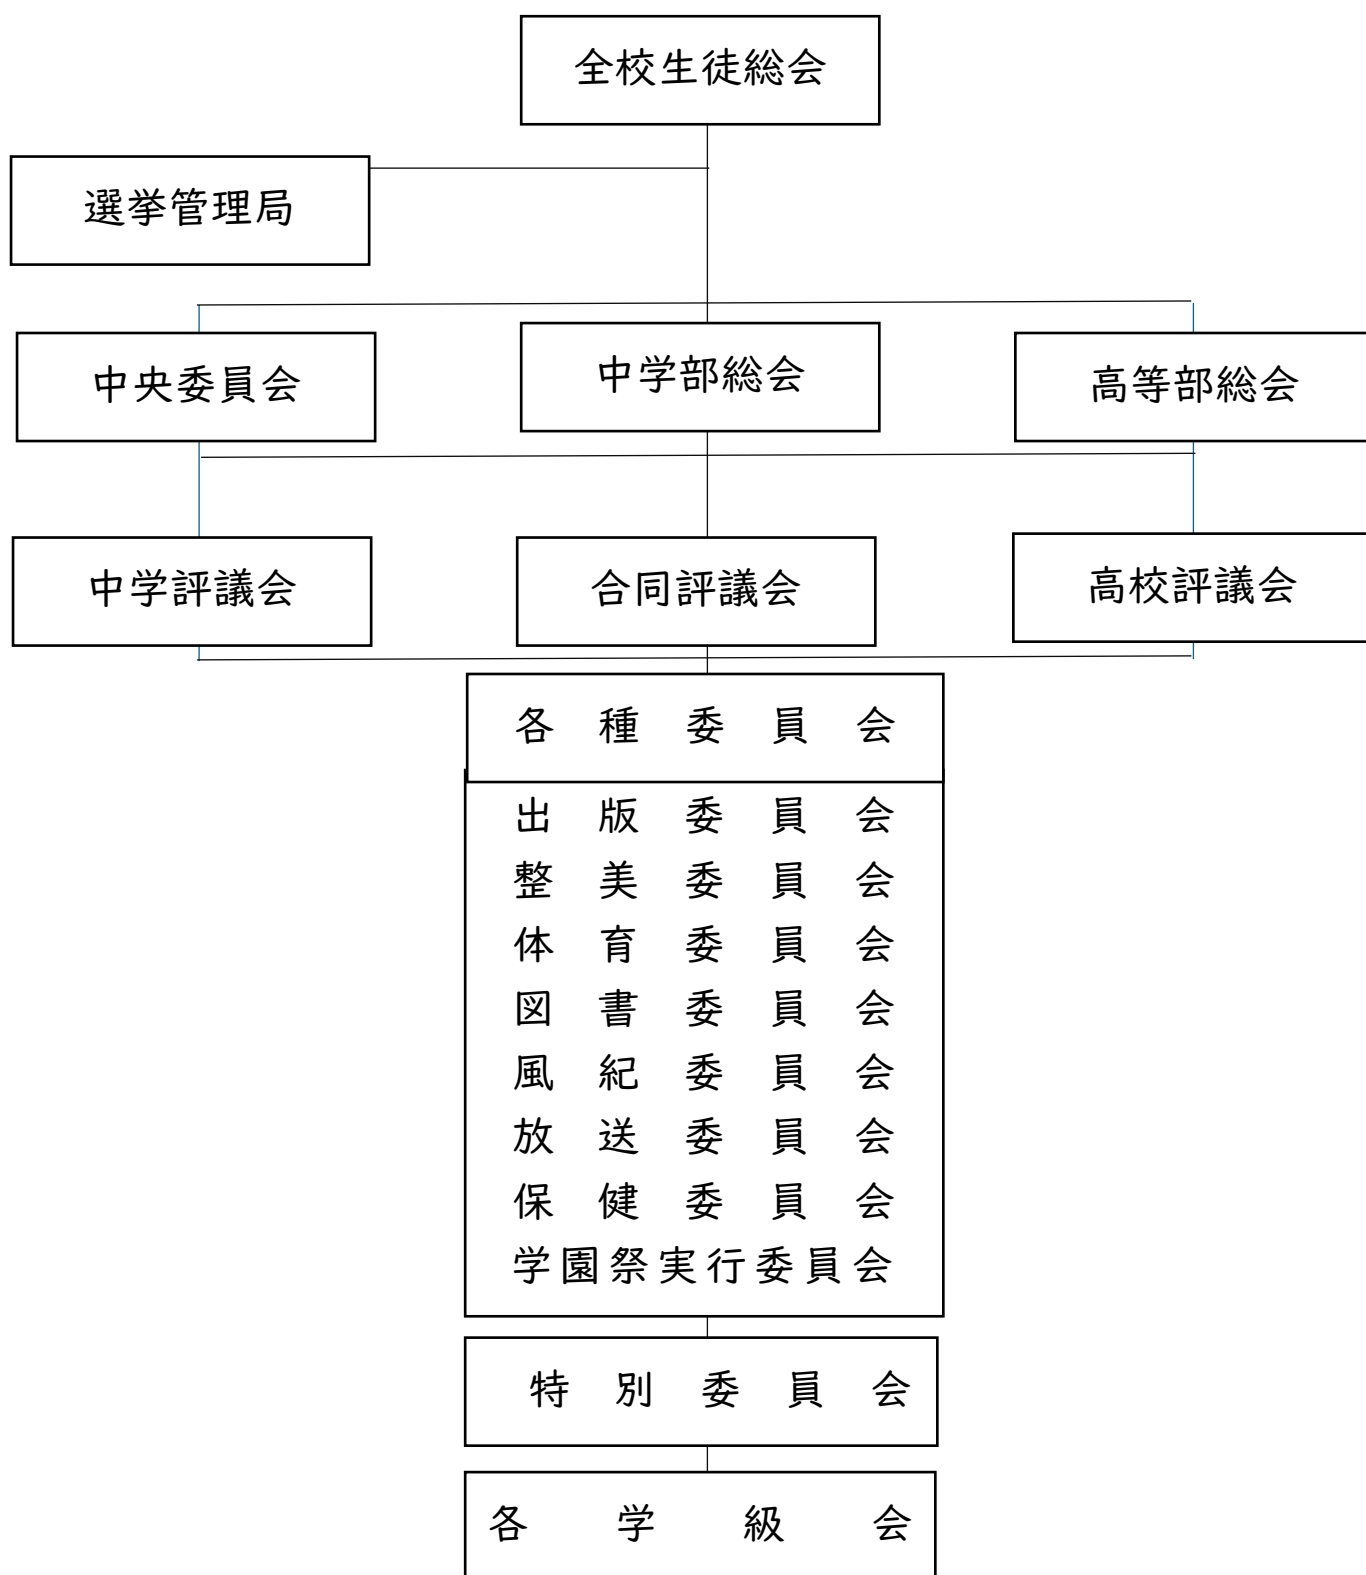 全校生徒総会
選挙管理局
中央委員会
中学部総会
高等部総会
中学評議会
合同評議会
高校評議会
各種委員会
出版委員会
整美委員会
体育委員会
図書委員会
風紀委員会
放送委員会
保健委員会
学園祭実行委員会
特別委員会
各学級会